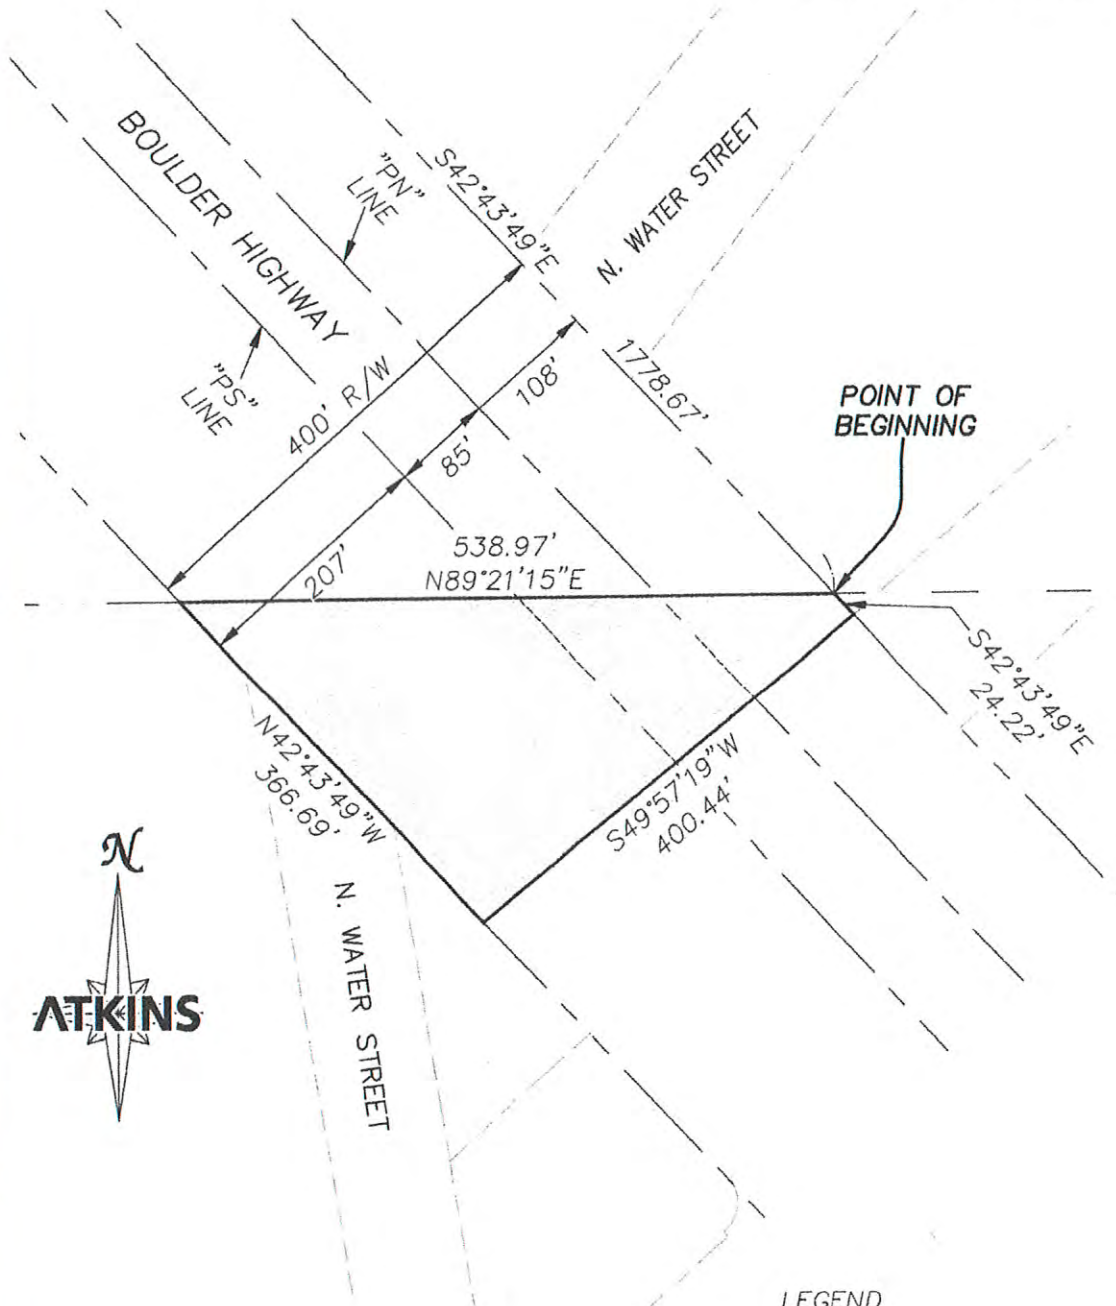 BOULDER HIGHWAY
"PN"
LINE
S42°43'49"E
N. WATER STREET
"PS"
LINE
400' R/W
108'
85'
207'
1778.67'
POINT OF
BEGINNING
538.97'
N89°21'15"E
S42°43'49"E
24.22'
N42°43'49"W
366.69'
S49°57'19"W
400.44'
N. WATER STREET
N
ATKINS
LEGEND